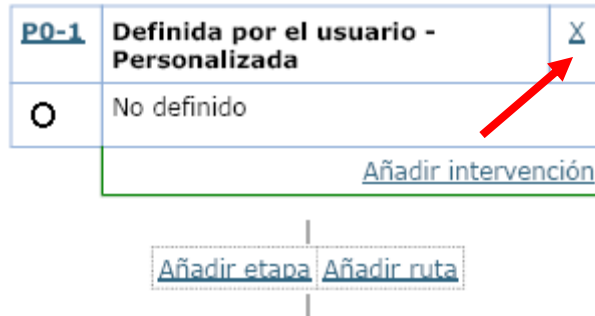 P0-1 Definida por el usuario - X
Personalizada
O No definido
Añadir intervención
Añadir etapa Añadir ruta